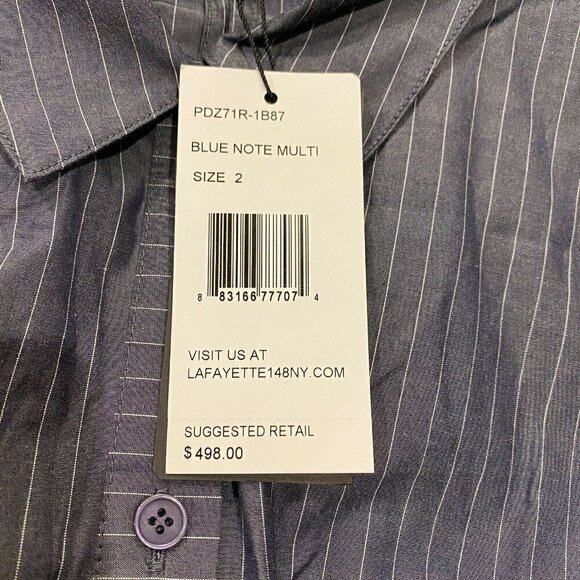 PDZ71R-1B87
BLUE NOTE MULTI
SIZE 2
8 83166 77707 4
VISIT US AT
LAFAYETTE148NY.COM
SUGGESTED RETAIL
$498.00